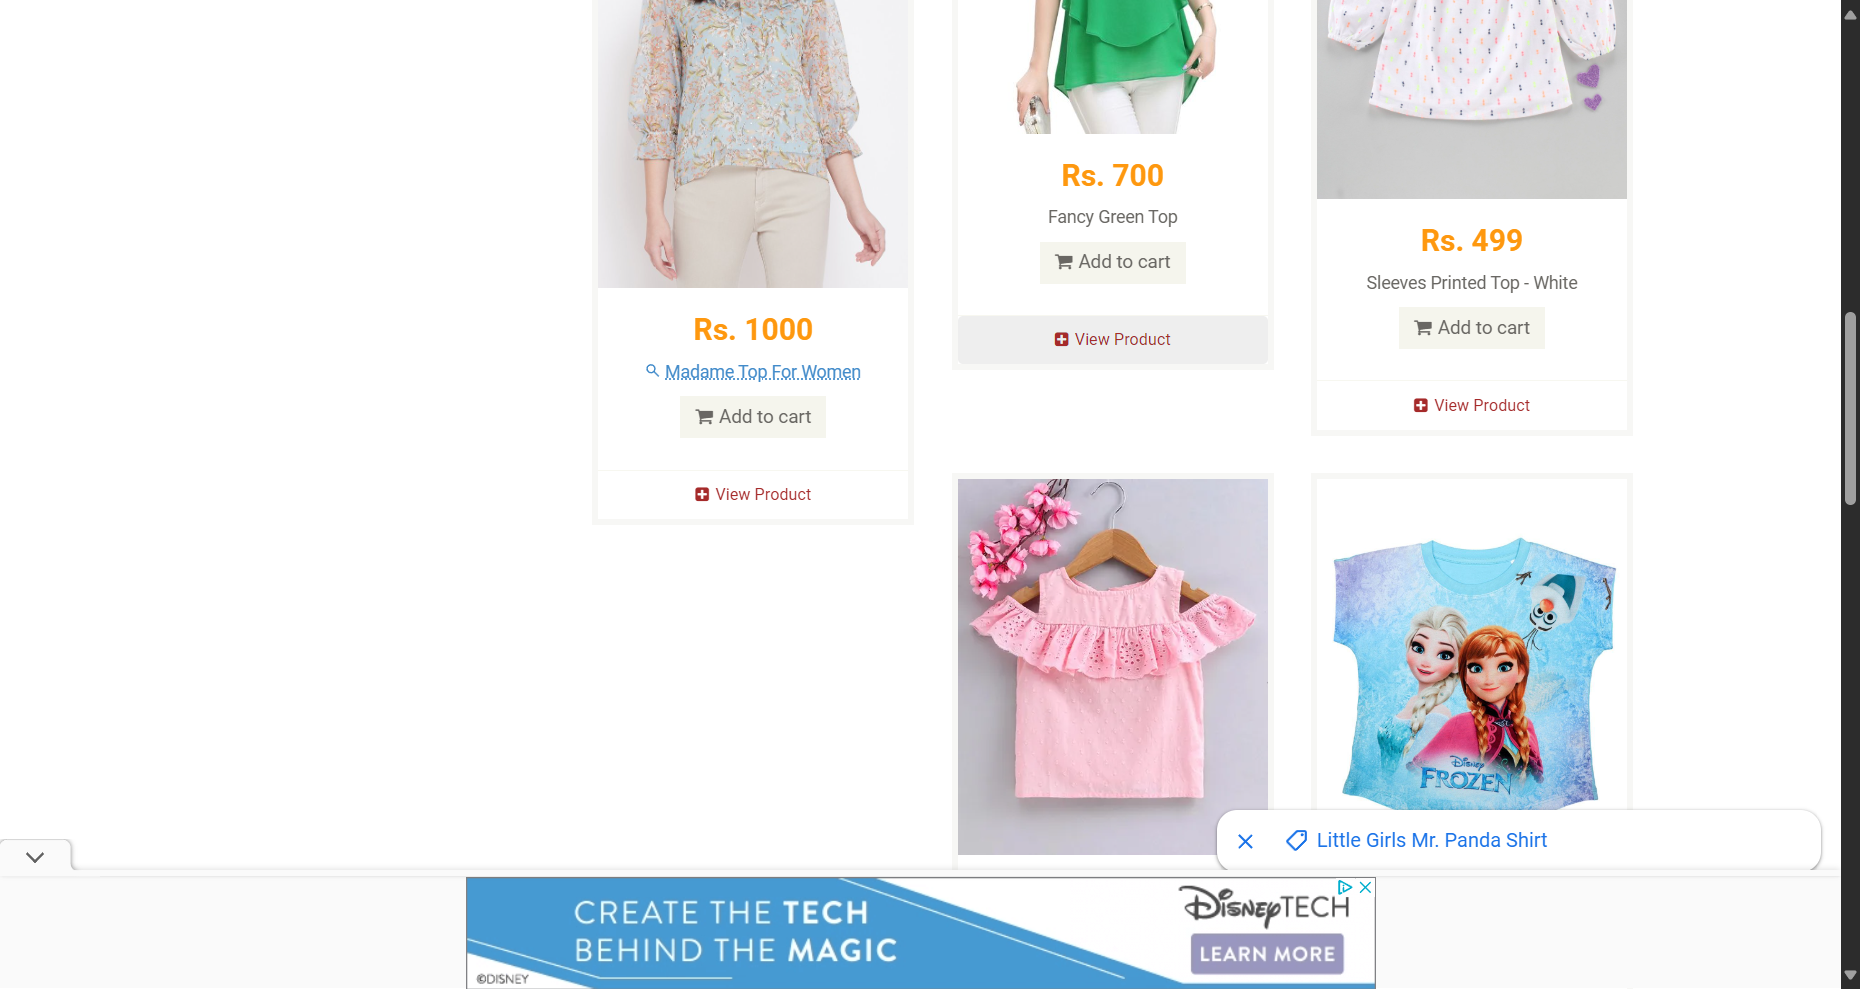 Rs. 1000
Madame Top For Women
Add to cart
View Product
Rs. 700
Fancy Green Top
Add to cart
View Product
Rs. 499
Sleeves Printed Top - White
Add to cart
View Product
Disney
FROZEN
Little Girls Mr. Panda Shirt
CREATE THE TECH
BEHIND THE MAGIC
©DISNEY
DISNEY TECH
LEARN MORE